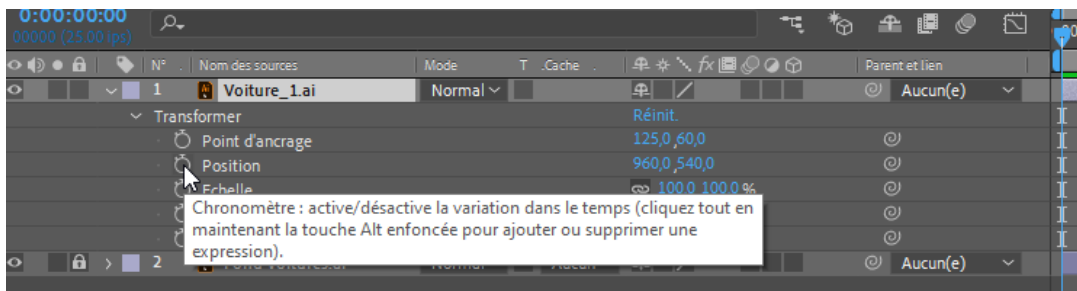 0:00:00:00
00000 (25.00 ips)
N° . Nom des sources Mode T .Cache . Parent et lien
1 Voiture_1.ai Normal Aucun(e)
Transformer Réinit.
Point d'ancrage 125,0 ,60,0
Position 960,0 ,540,0
Echelle 100,0 100,0 %
Chronomètre : active/désactive la variation dans le temps (cliquez tout en
maintenant la touche Alt enfoncée pour ajouter ou supprimer une
expression).
2 Aucun(e)